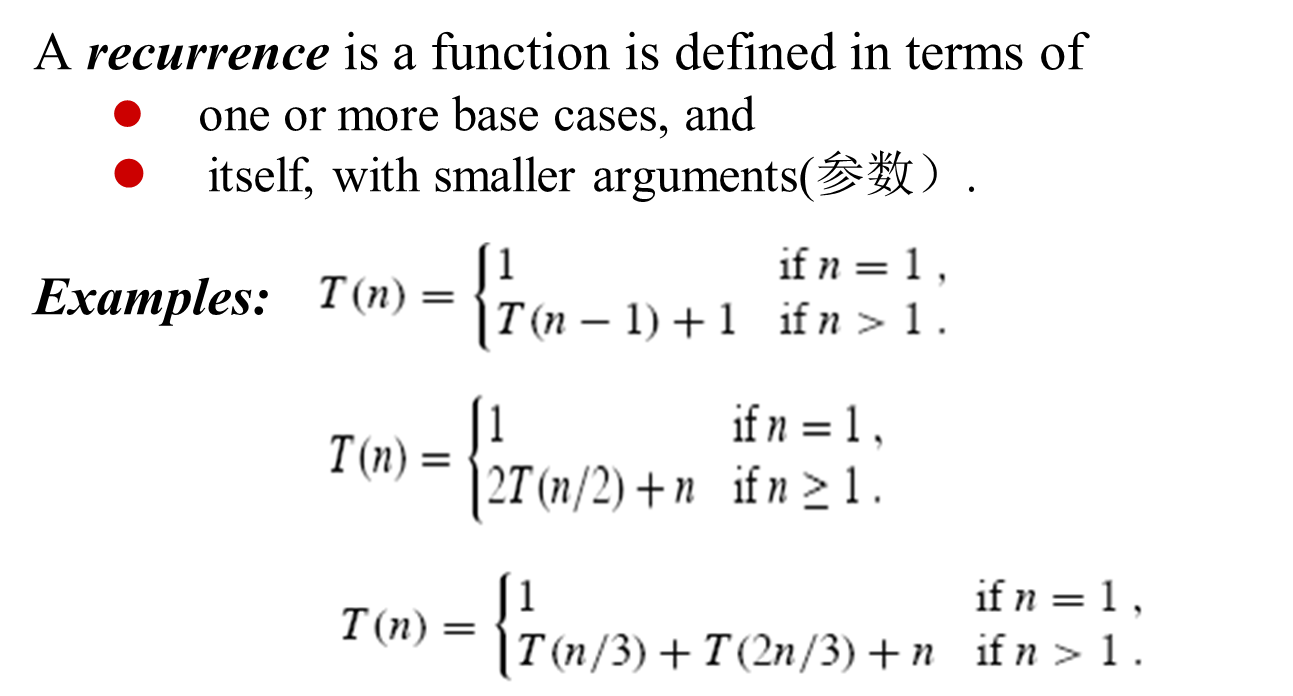 A recurrence is a function is defined in terms of
● one or more base cases, and
● itself, with smaller arguments(参数）.
Examples: T(n) = { 1 if n = 1 ,
T(n − 1) + 1 if n > 1 .
T(n) = { 1 if n = 1 ,
2T(n/2) + n if n ≥ 1 .
T(n) = { 1 if n = 1 ,
T(n/3) + T(2n/3) + n if n > 1 .